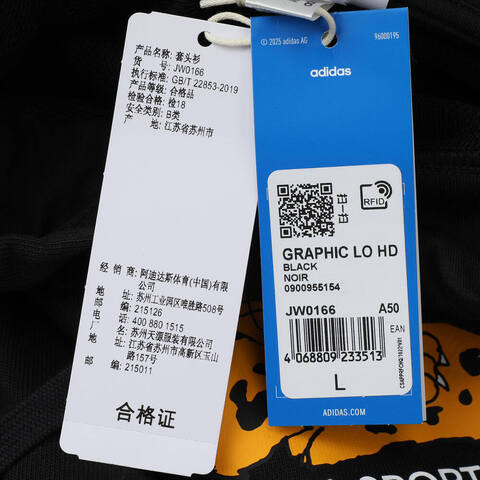 产品名称: 套头衫
货 号: JW0166
执行标准: GB/T 22853-2019
产品等级: 合格品
检验合格: 检18
安全类别: B类
产 地: 江苏省苏州市
经 销 商: 阿迪达斯体育(中国)有限公司
地 址: 苏州工业园区唯胜路508号
邮 编: 215126
电 话: 400 880 1515
制 造 商: 苏州天源服装有限公司
地 址: 江苏省苏州市高新区玉山路157号
邮 编: 215011
合格证
© 2025 adidas AG
96000195
adidas
RFID
GRAPHIC LO HD
BLACK
NOIR
0900955154
JW0166 A50
EAN
4 068809 233513
L
ADIDAS.COM
SPORT